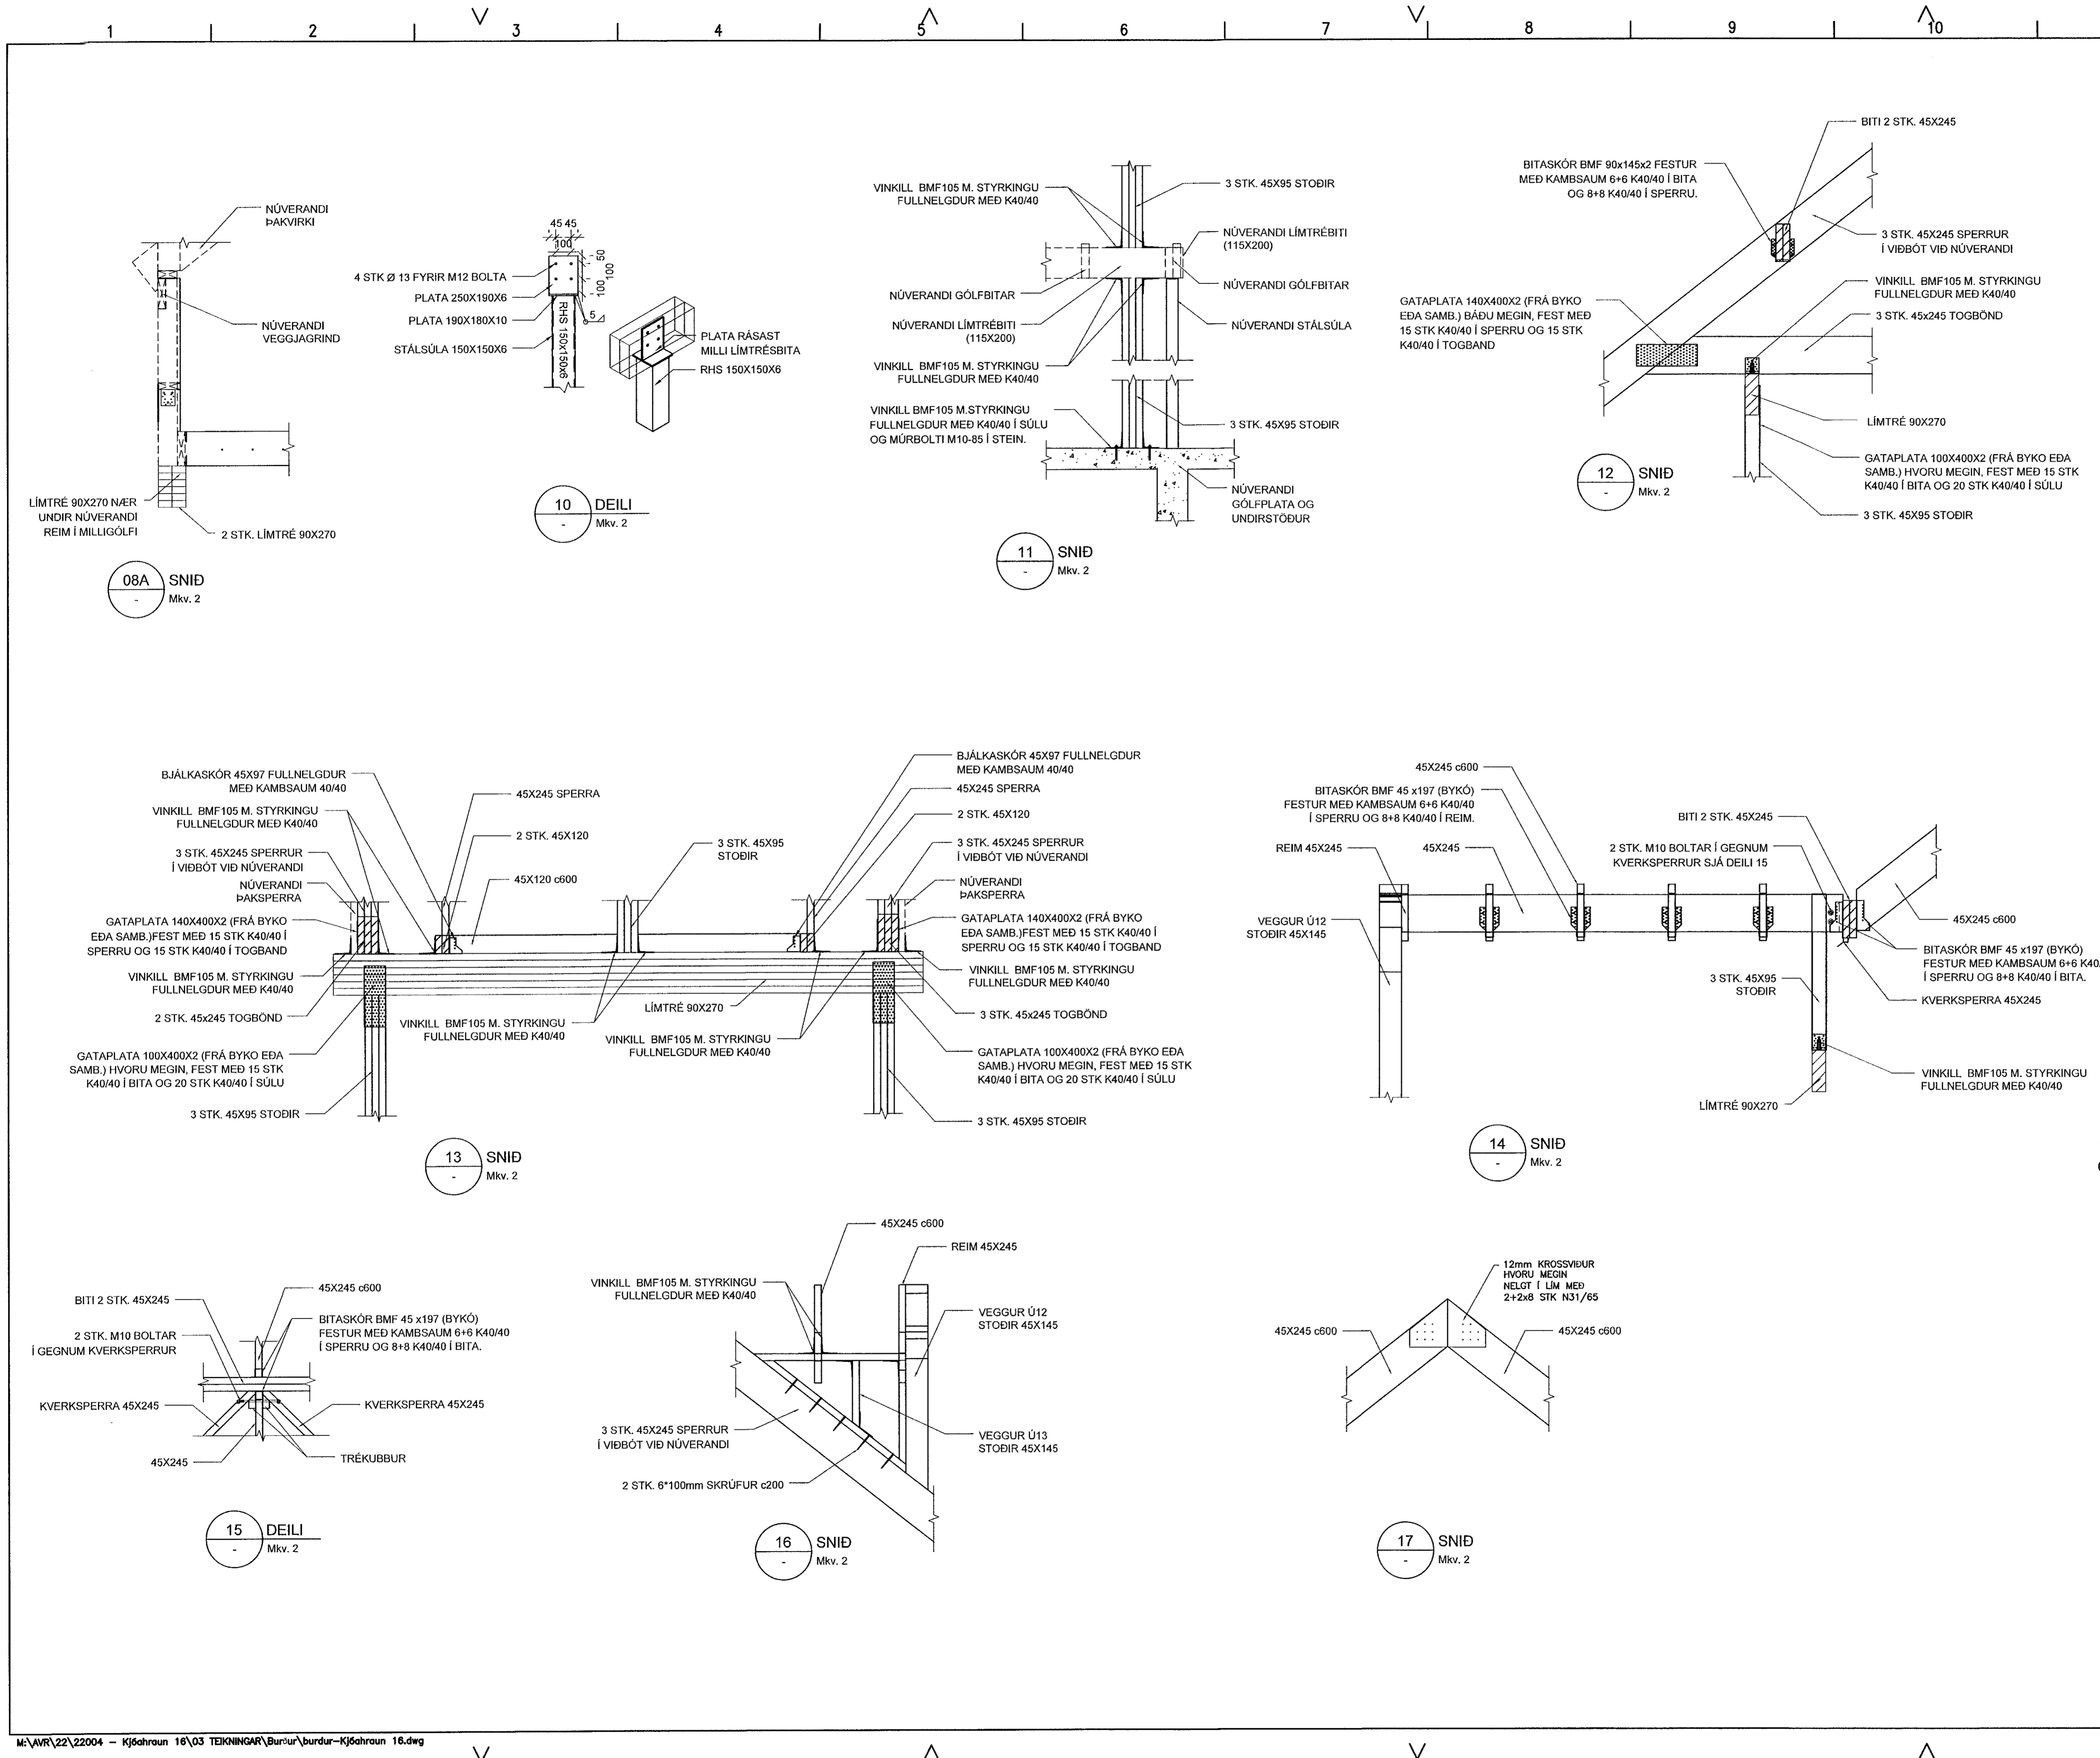 1 2 3 4 5 6 7 8 9 10
NÚVERANDI
ÞAKVIRKI
NÚVERANDI
VEGGJAGRIND
LÍMTRÉ 90X270 NÆR
UNDIR NÚVERANDI
REIM Í MILLIGÓLFI
2 STK. LÍMTRÉ 90X270
08A SNIÐ
- Mkv. 2
45 45
100
50
100
100
4 STK Ø 13 FYRIR M12 BOLTA
PLATA 250X190X6
PLATA 190X180X10
5
STÁLSÚLA 150X150X6
RHS 150x150x6
PLATA RÁSAST
MILLI LÍMTRÉSBITA
RHS 150X150X6
10 DEILI
- Mkv. 2
VINKILL BMF105 M. STYRKINGU
FULLNELGDUR MEÐ K40/40
3 STK. 45X95 STOÐIR
NÚVERANDI LÍMTRÉBITI
(115X200)
NÚVERANDI GÓLFBITAR
NÚVERANDI GÓLFBITAR
NÚVERANDI LÍMTRÉBITI
(115X200)
NÚVERANDI STÁLSÚLA
VINKILL BMF105 M. STYRKINGU
FULLNELGDUR MEÐ K40/40
VINKILL BMF105 M.STYRKINGU
FULLNELGDUR MEÐ K40/40 Í SÚLU
OG MÚRBOLTI M10-85 Í STEIN.
3 STK. 45X95 STOÐIR
NÚVERANDI
GÓLFPLATA OG
UNDIRSTÖÐUR
11 SNIÐ
- Mkv. 2
BITI 2 STK. 45X245
BITASKÓR BMF 90x145x2 FESTUR
MEÐ KAMBSAUM 6+6 K40/40 Í BITA
OG 8+8 K40/40 Í SPERRU.
3 STK. 45X245 SPERRUR
Í VIÐBÓT VIÐ NÚVERANDI
VINKILL BMF105 M. STYRKINGU
FULLNELGDUR MEÐ K40/40
GATAPLATA 140X400X2 (FRÁ BYKO
EÐA SAMB.) BÁÐU MEGIN, FEST MEÐ
15 STK K40/40 Í SPERRU OG 15 STK
K40/40 Í TOGBAND
3 STK. 45x245 TOGBÖND
LÍMTRÉ 90X270
GATAPLATA 100X400X2 (FRÁ BYKO EÐA
SAMB.) HVORU MEGIN, FEST MEÐ 15 STK
K40/40 Í BITA OG 20 STK K40/40 Í SÚLU
3 STK. 45X95 STOÐIR
12 SNIÐ
- Mkv. 2
BJÁLKASKÓR 45X97 FULLNELGDUR
MEÐ KAMBSAUM 40/40
VINKILL BMF105 M. STYRKINGU
FULLNELGDUR MEÐ K40/40
3 STK. 45X245 SPERRUR
Í VIÐBÓT VIÐ NÚVERANDI
NÚVERANDI
ÞAKSPERRA
GATAPLATA 140X400X2 (FRÁ BYKO
EÐA SAMB.)FEST MEÐ 15 STK K40/40 Í
SPERRU OG 15 STK K40/40 Í TOGBAND
VINKILL BMF105 M. STYRKINGU
FULLNELGDUR MEÐ K40/40
2 STK. 45x245 TOGBÖND
GATAPLATA 100X400X2 (FRÁ BYKO EÐA
SAMB.) HVORU MEGIN, FEST MEÐ 15 STK
K40/40 Í BITA OG 20 STK K40/40 Í SÚLU
3 STK. 45X95 STOÐIR
45X245 SPERRA
2 STK. 45X120
45X120 c600
3 STK. 45X95
STOÐIR
VINKILL BMF105 M. STYRKINGU
FULLNELGDUR MEÐ K40/40
LÍMTRÉ 90X270
VINKILL BMF105 M. STYRKINGU
FULLNELGDUR MEÐ K40/40
BJÁLKASKÓR 45X97 FULLNELGDUR
MEÐ KAMBSAUM 40/40
45X245 SPERRA
2 STK. 45X120
3 STK. 45X245 SPERRUR
Í VIÐBÓT VIÐ NÚVERANDI
NÚVERANDI
ÞAKSPERRA
GATAPLATA 140X400X2 (FRÁ BYKO
EÐA SAMB.)FEST MEÐ 15 STK K40/40 Í
SPERRU OG 15 STK K40/40 Í TOGBAND
VINKILL BMF105 M. STYRKINGU
FULLNELGDUR MEÐ K40/40
3 STK. 45x245 TOGBÖND
GATAPLATA 100X400X2 (FRÁ BYKO EÐA
SAMB.) HVORU MEGIN, FEST MEÐ 15 STK
K40/40 Í BITA OG 20 STK K40/40 Í SÚLU
3 STK. 45X95 STOÐIR
13 SNIÐ
- Mkv. 2
45X245 c600
BITASKÓR BMF 45 x197 (BYKÓ)
FESTUR MEÐ KAMBSAUM 6+6 K40/40
Í SPERRU OG 8+8 K40/40 Í REIM.
REIM 45X245
45X245
VEGGUR Ú12
STOÐIR 45X145
BITI 2 STK. 45X245
2 STK. M10 BOLTAR Í GEGNUM
KVERKSPERRUR SJÁ DEILI 15
45X245 c600
BITASKÓR BMF 45 x197 (BYKÓ)
FESTUR MEÐ KAMBSAUM 6+6 K40/
Í SPERRU OG 8+8 K40/40 Í BITA.
3 STK. 45X95
STOÐIR
KVERKSPERRA 45X245
VINKILL BMF105 M. STYRKINGU
FULLNELGDUR MEÐ K40/40
LÍMTRÉ 90X270
14 SNIÐ
- Mkv. 2
45X245 c600
BITI 2 STK. 45X245
BITASKÓR BMF 45 x197 (BYKÓ)
FESTUR MEÐ KAMBSAUM 6+6 K40/40
Í SPERRU OG 8+8 K40/40 Í BITA.
2 STK. M10 BOLTAR
Í GEGNUM KVERKSPERRUR
KVERKSPERRA 45X245
KVERKSPERRA 45X245
45X245
TRÉKUBBUR
15 DEILI
- Mkv. 2
45X245 c600
REIM 45X245
VINKILL BMF105 M. STYRKINGU
FULLNELGDUR MEÐ K40/40
VEGGUR Ú12
STOÐIR 45X145
3 STK. 45X245 SPERRUR
Í VIÐBÓT VIÐ NÚVERANDI
VEGGUR Ú13
STOÐIR 45X145
2 STK. 6*100mm SKRÚFUR c200
16 SNIÐ
- Mkv. 2
12mm KROSSVIÐUR
HVORU MEGIN
NELGT Í LÍM MEÐ
2+2x8 STK N31/65
45X245 c600
45X245 c600
17 SNIÐ
- Mkv. 2
M:\AVR\22\22004 - Kjóahraun 16\03 TEIKNINGAR\Burður\burdur-Kjóahraun 16.dwg